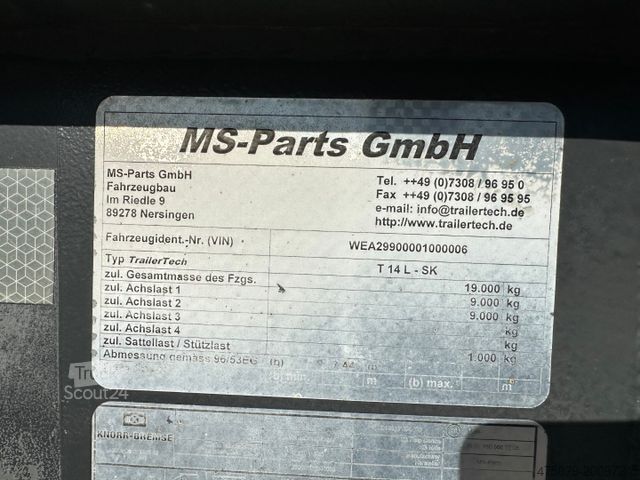 MS-Parts GmbH
MS-Parts GmbH
Fahrzeugbau
Im Riedle 9
89278 Nersingen
Tel. ++49 (0)7308 / 96 95 0
Fax ++49 (0)7308 / 96 95 95
e-mail: info@trailertech.de
http://www.trailertech.de
Fahrzeugident.-Nr. (VIN) WEA29900001000006
Typ TrailerTech T 14 L - SK
zul. Gesamtmasse des Fzgs. 19.000 kg
zul. Achslast 1 9.000 kg
zul. Achslast 2 9.000 kg
zul. Achslast 3 kg
zul. Achslast 4 kg
zul. Sattellast / Stützlast 1.000 kg
Abmessung gemäss 96/53EG
min. m (b) max. m
Truck
Scout24
KNORR-BREMSE